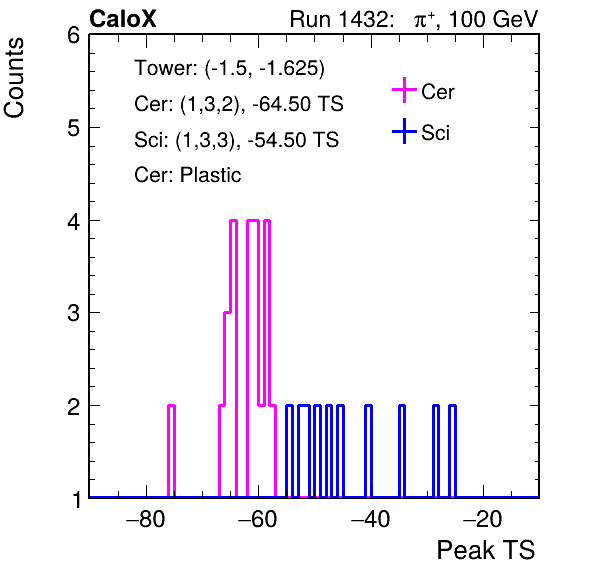 CaloX Run 1432: π⁺, 100 GeV
Counts
Tower: (-1.5, -1.625)
Cer: (1,3,2), -64.50 TS
Sci: (1,3,3), -54.50 TS
Cer: Plastic
Cer
Sci
6
5
4
3
2
1
−80 −60 −40 −20
Peak TS